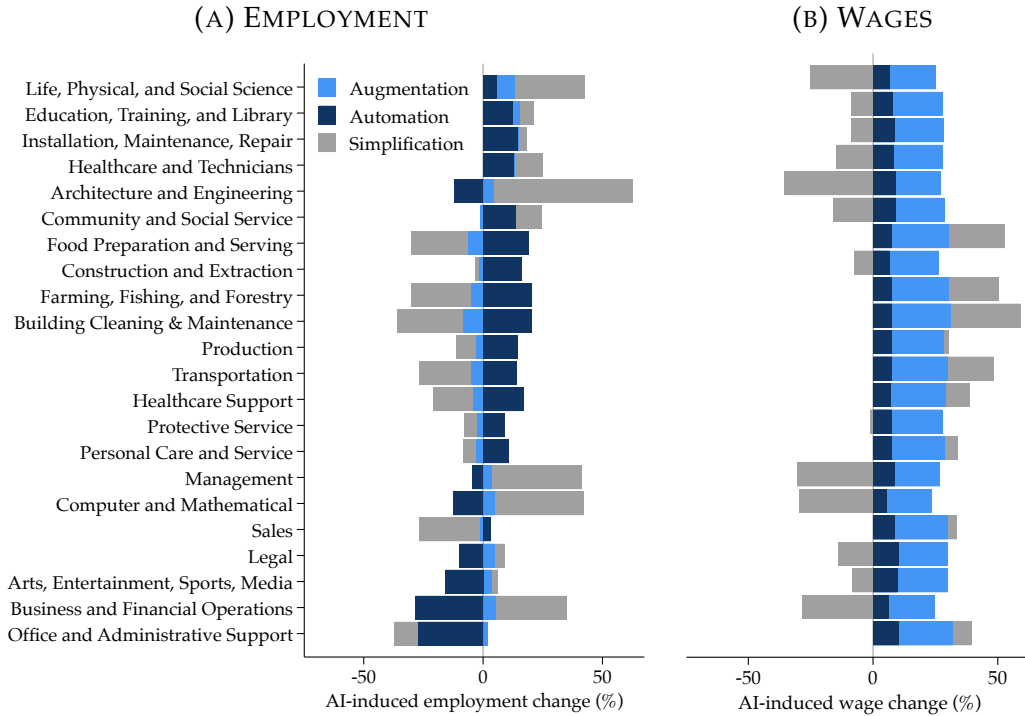 (A) EMPLOYMENT
(B) WAGES
Augmentation
Automation
Simplification
Life, Physical, and Social Science
Education, Training, and Library
Installation, Maintenance, Repair
Healthcare and Technicians
Architecture and Engineering
Community and Social Service
Food Preparation and Serving
Construction and Extraction
Farming, Fishing, and Forestry
Building Cleaning & Maintenance
Production
Transportation
Healthcare Support
Protective Service
Personal Care and Service
Management
Computer and Mathematical
Sales
Legal
Arts, Entertainment, Sports, Media
Business and Financial Operations
Office and Administrative Support
-50 0 50
AI-induced employment change (%)
-50 0 50
AI-induced wage change (%)